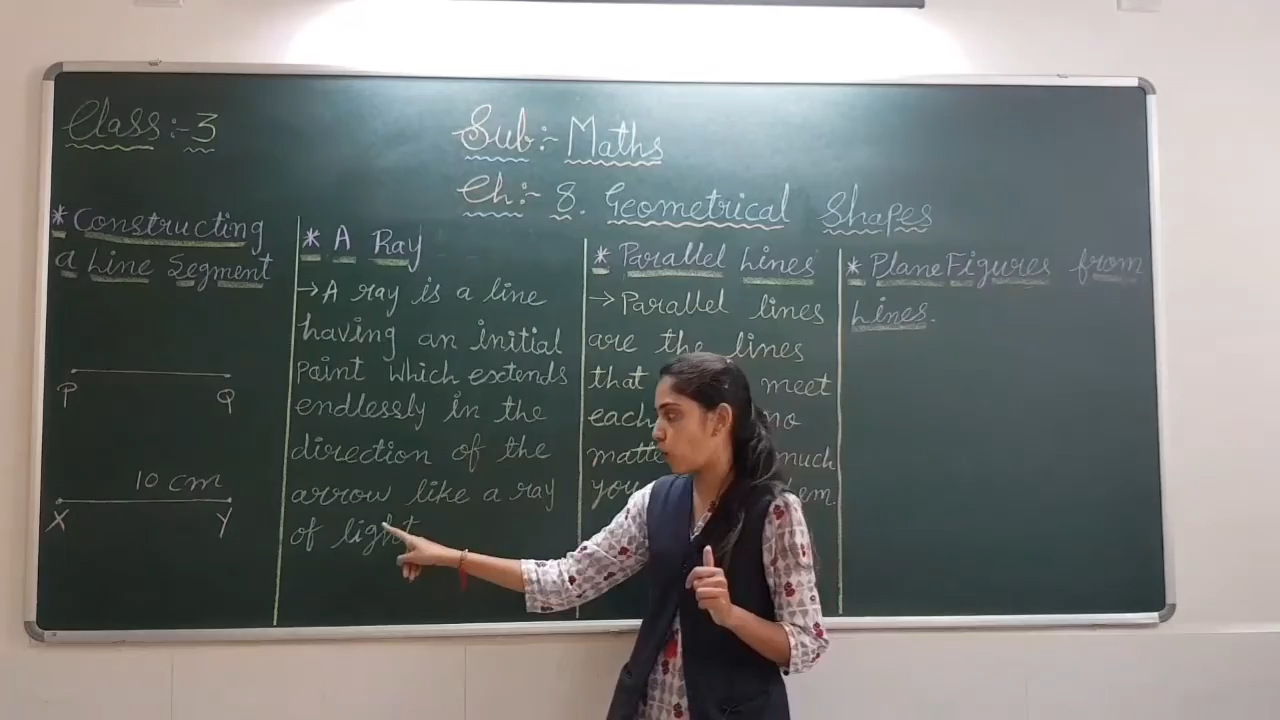 Class:- 3
Sub:- Maths
Ch:- 8. Geometrical Shapes
* Constructing
a Line Segment
P Q
10 cm
X Y
* A Ray
→ A ray is a line
having an initial
point which extends
endlessly in the
direction of the
arrow like a ray
of light
* Parallel Lines
→ Parallel lines
are the lines
that meet
each no
much
* Plane Figures from
Lines.